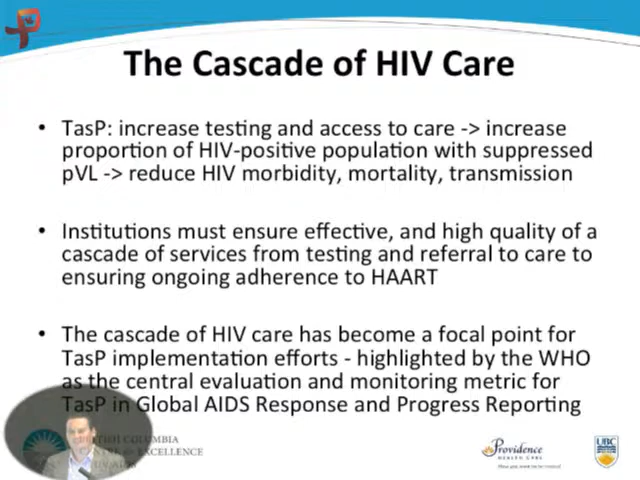 The Cascade of HIV Care
• TasP: increase testing and access to care -> increase
proportion of HIV-positive population with suppressed
pVL -> reduce HIV morbidity, mortality, transmission
• Institutions must ensure effective, and high quality of a
cascade of services from testing and referral to care to
ensuring ongoing adherence to HAART
• The cascade of HIV care has become a focal point for
TasP implementation efforts - highlighted by the WHO
as the central evaluation and monitoring metric for
TasP in Global AIDS Response and Progress Reporting
COLUMBIA
EXCELLENCE
Providence
HEALTH CARE
UBC